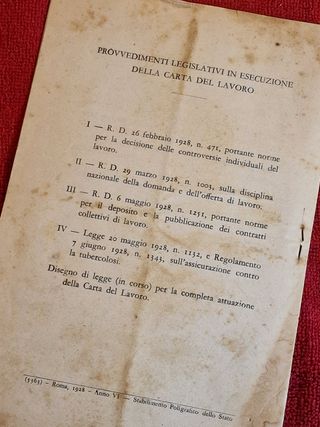 PROVVEDIMENTI LEGISLATIVI IN ESECUZIONE
DELLA CARTA DEL LAVORO
I — R. D. 26 febbraio 1928, n. 471, portante norme
per la decisione delle controversie individuali del
lavoro.
II — R. D. 29 marzo 1928, n. 1003, sulla disciplina
nazionale della domanda e dell'offerta di lavoro.
III — R. D. 6 maggio 1928, n. 1251, portante norme
per il deposito e la pubblicazione dei contratti
collettivi di lavoro.
IV — Legge 20 maggio 1928, n. 1132, e Regolamento
7 giugno 1928, n. 1343, sull'assicurazione contro
la tubercolosi.
Disegno di legge (in corso) per la completa attuazione
della Carta del Lavoro.
(5363) - Roma, 1928 - Anno VI — Stabilimento Poligrafico dello Stato